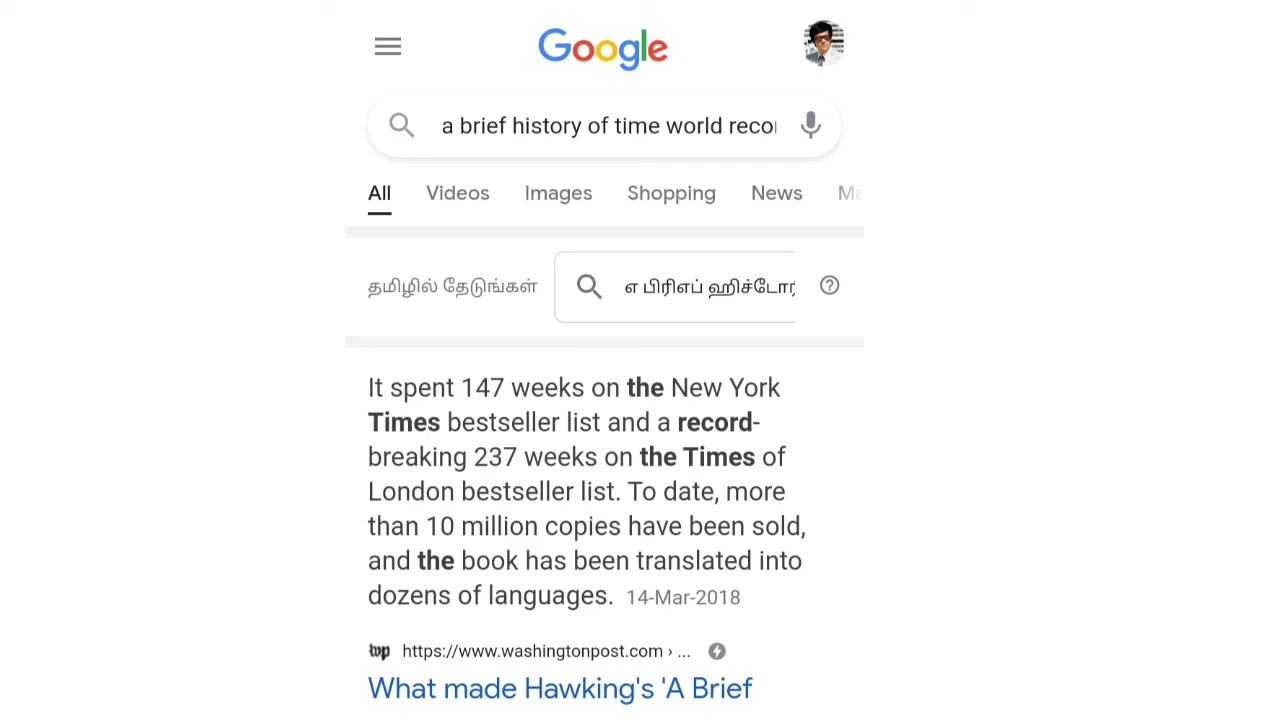 Google
a brief history of time world recor
All Videos Images Shopping News Ma
தமிழில் தேடுங்கள் எ பிரிஎப் ஹிச்டோரி
It spent 147 weeks on the New York
Times bestseller list and a record-
breaking 237 weeks on the Times of
London bestseller list. To date, more
than 10 million copies have been sold,
and the book has been translated into
dozens of languages. 14-Mar-2018
wp https://www.washingtonpost.com › ...
What made Hawking's 'A Brief